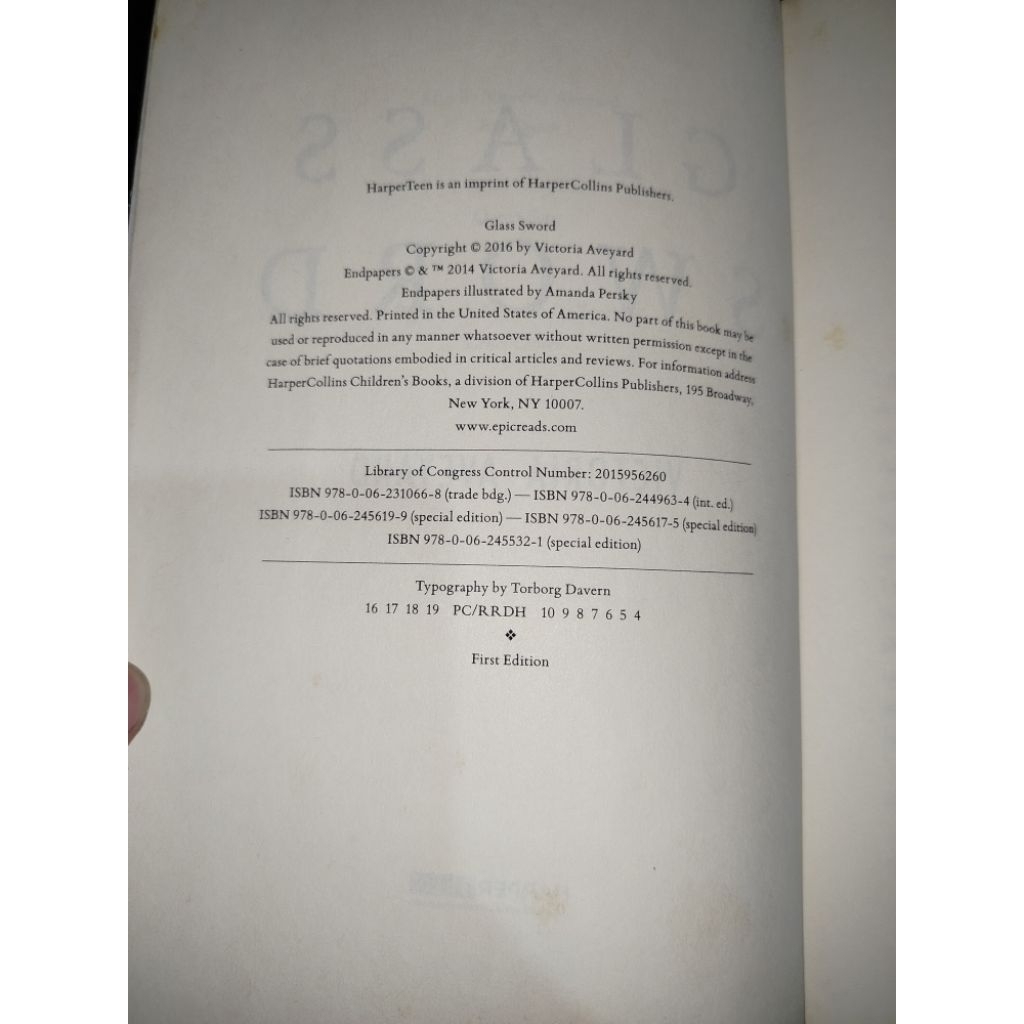 HarperTeen is an imprint of HarperCollins Publishers.
Glass Sword
Copyright © 2016 by Victoria Aveyard
Endpapers © & ™ 2014 Victoria Aveyard. All rights reserved.
Endpapers illustrated by Amanda Persky
All rights reserved. Printed in the United States of America. No part of this book may be
used or reproduced in any manner whatsoever without written permission except in the
case of brief quotations embodied in critical articles and reviews. For information address
HarperCollins Children's Books, a division of HarperCollins Publishers, 195 Broadway,
New York, NY 10007.
www.epicreads.com
Library of Congress Control Number: 2015956260
ISBN 978-0-06-231066-8 (trade bdg.) — ISBN 978-0-06-244963-4 (int. ed.)
ISBN 978-0-06-245619-9 (special edition) — ISBN 978-0-06-245617-5 (special edition)
ISBN 978-0-06-245532-1 (special edition)
Typography by Torborg Davern
16 17 18 19 PC/RRDH 10 9 8 7 6 5 4
❖
First Edition